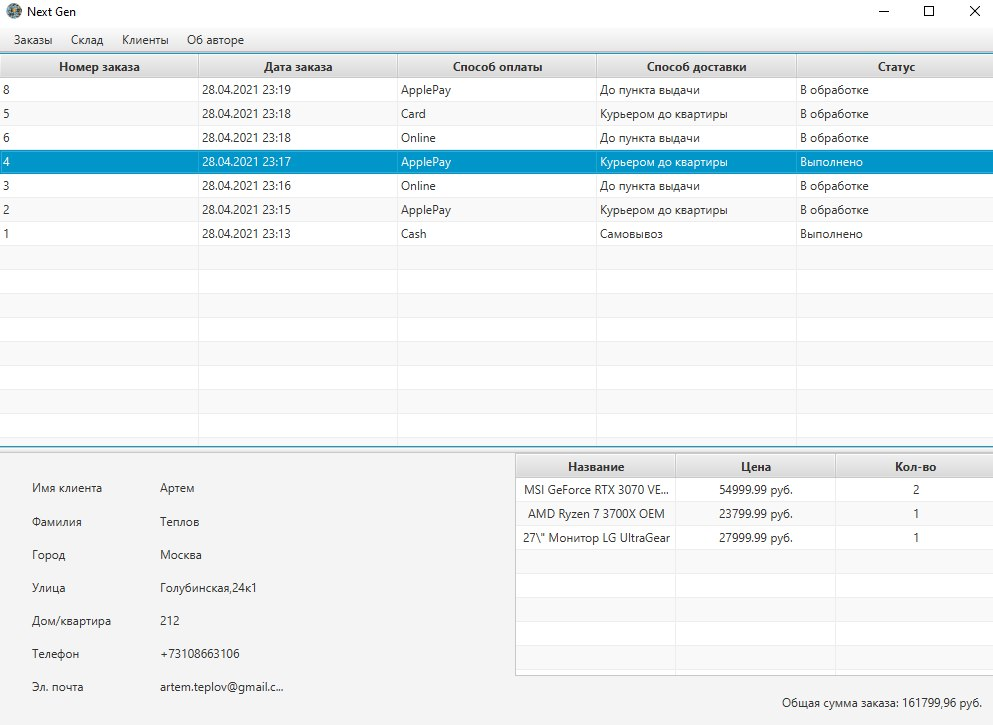 Next Gen
Заказы Склад Клиенты Об авторе
Номер заказа Дата заказа Способ оплаты Способ доставки Статус
8 28.04.2021 23:19 ApplePay До пункта выдачи В обработке
5 28.04.2021 23:18 Card Курьером до квартиры В обработке
6 28.04.2021 23:18 Online До пункта выдачи В обработке
4 28.04.2021 23:17 ApplePay Курьером до квартиры Выполнено
3 28.04.2021 23:16 Online До пункта выдачи В обработке
2 28.04.2021 23:15 ApplePay Курьером до квартиры В обработке
1 28.04.2021 23:13 Cash Самовывоз Выполнено
Имя клиента Артем
Фамилия Теплов
Город Москва
Улица Голубинская,24к1
Дом/квартира 212
Телефон +73108663106
Эл. почта artem.teplov@gmail.c...
Название Цена Кол-во
MSI GeForce RTX 3070 VE... 54999.99 руб. 2
AMD Ryzen 7 3700X OEM 23799.99 руб. 1
27\" Монитор LG UltraGear 27999.99 руб. 1
Общая сумма заказа: 161799,96 руб.